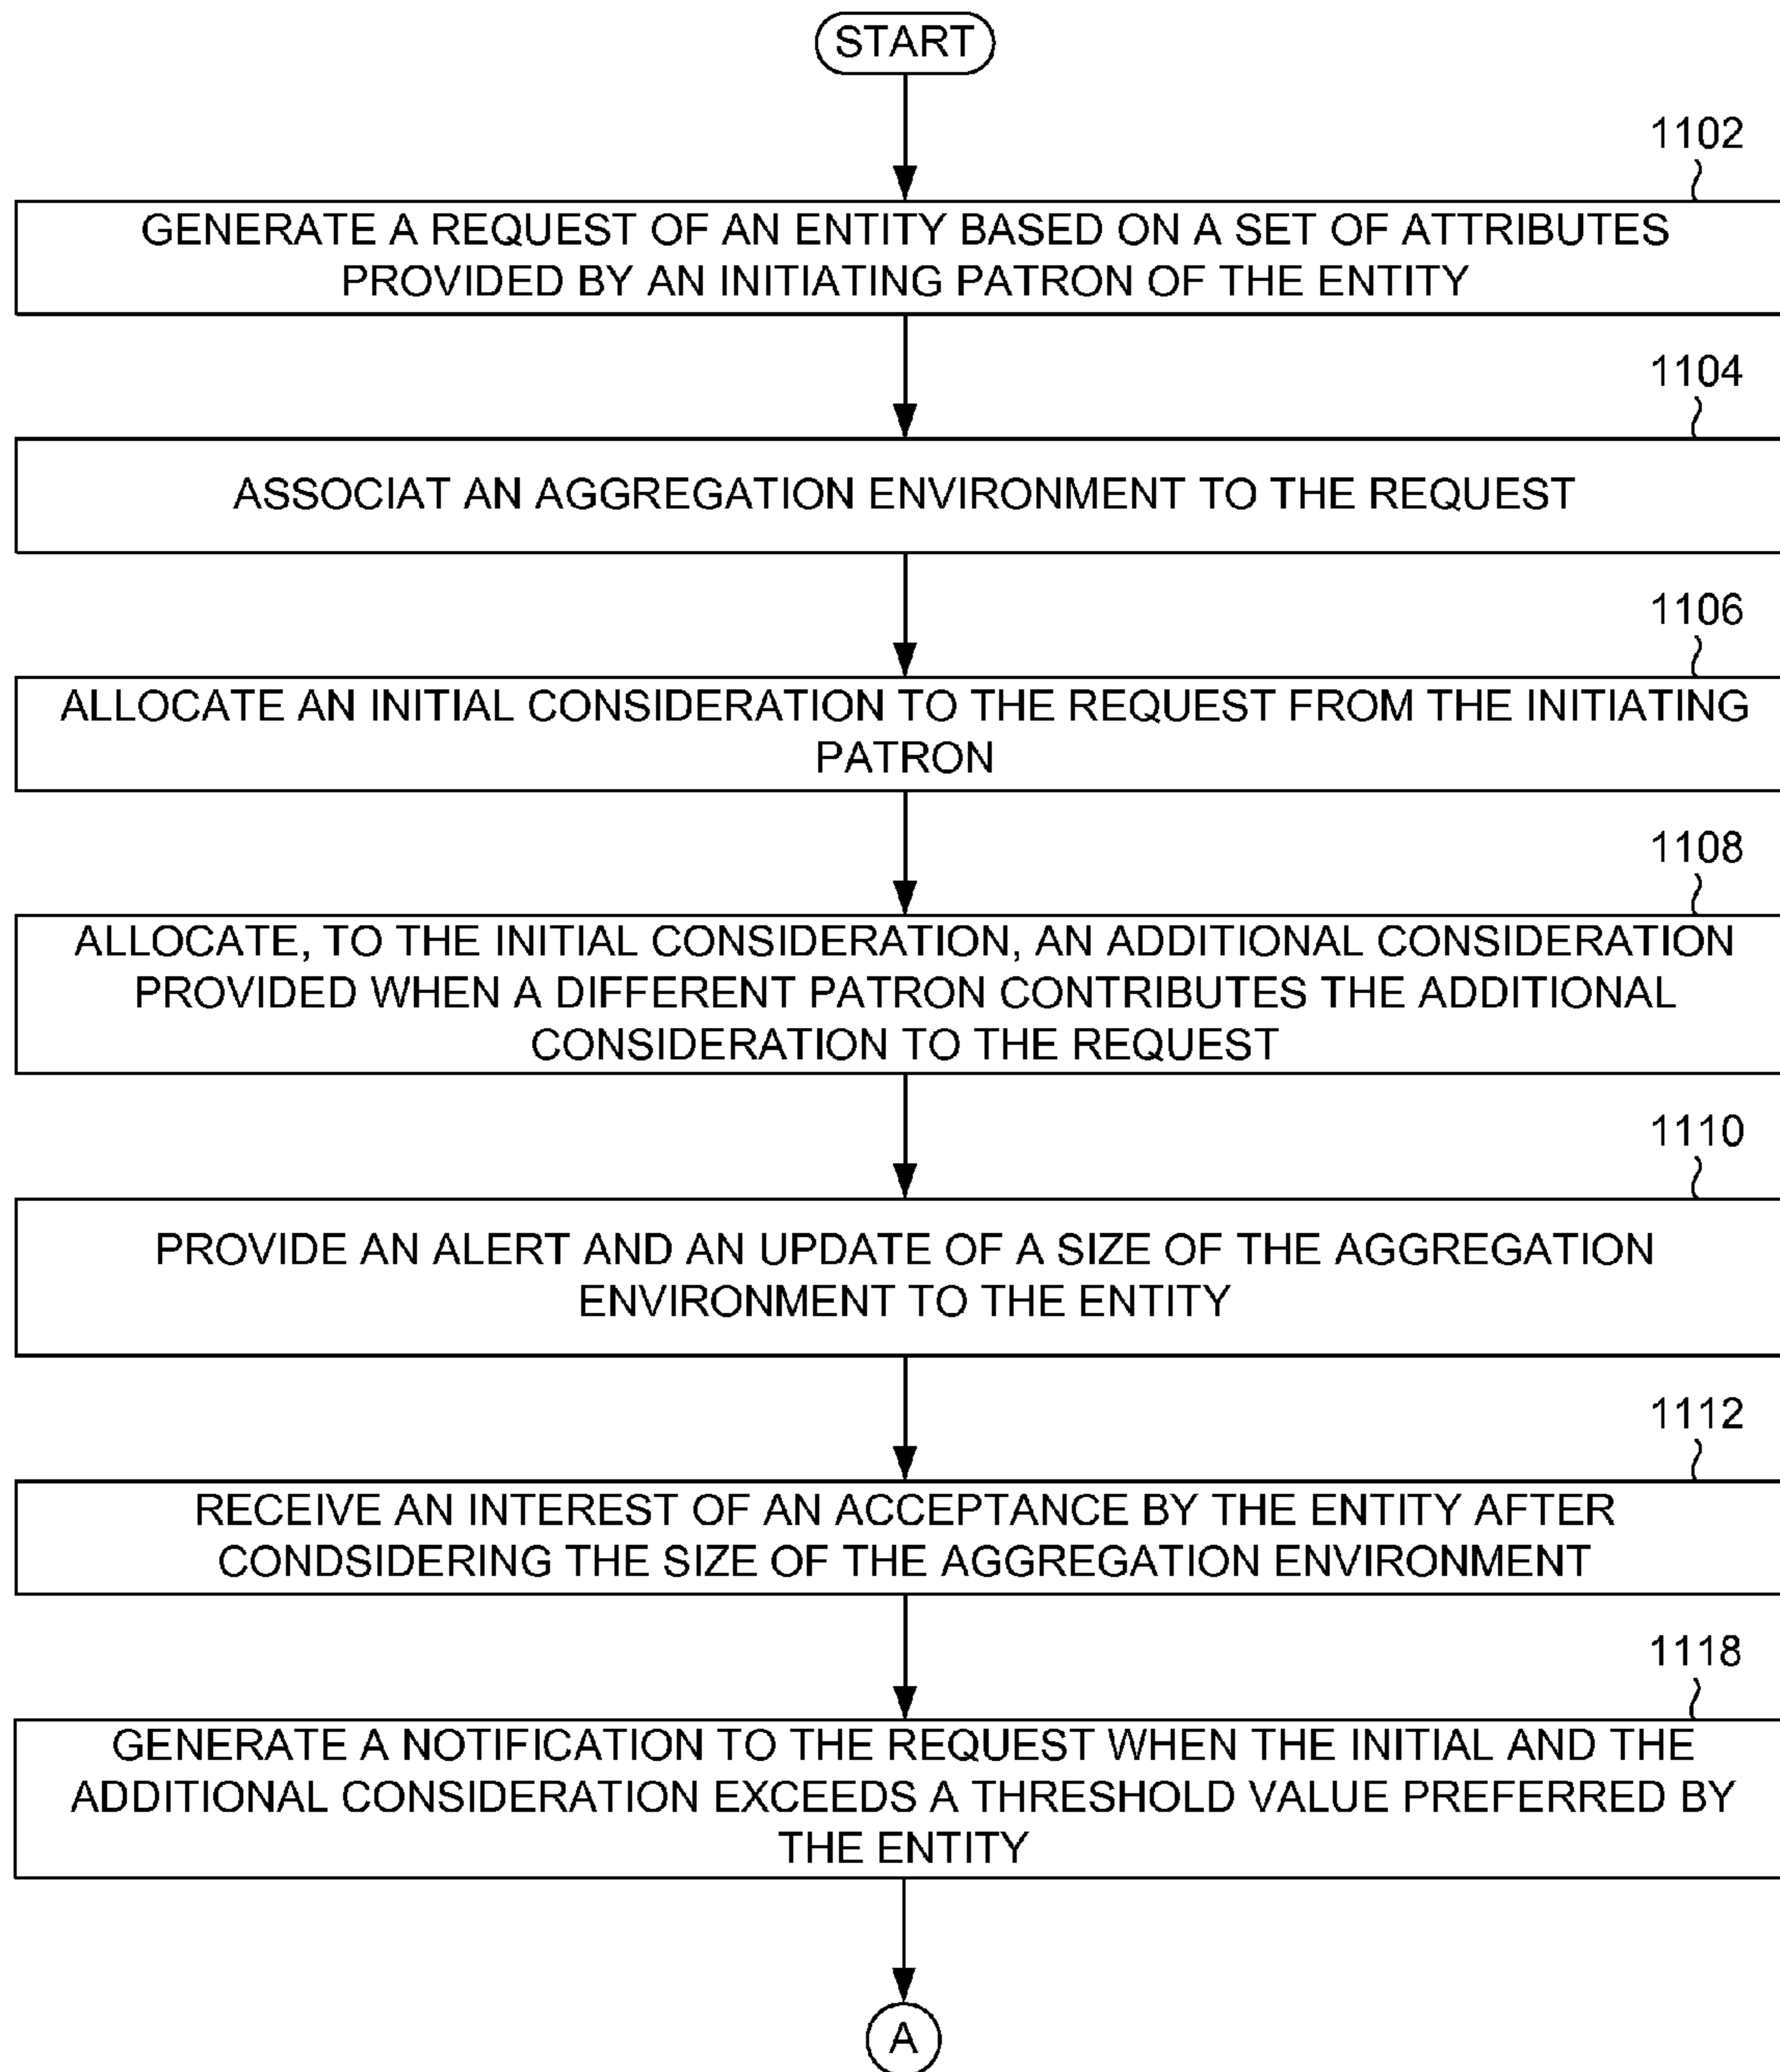 START
1102
GENERATE A REQUEST OF AN ENTITY BASED ON A SET OF ATTRIBUTES
PROVIDED BY AN INITIATING PATRON OF THE ENTITY
1104
ASSOCIAT AN AGGREGATION ENVIRONMENT TO THE REQUEST
1106
ALLOCATE AN INITIAL CONSIDERATION TO THE REQUEST FROM THE INITIATING
PATRON
1108
ALLOCATE, TO THE INITIAL CONSIDERATION, AN ADDITIONAL CONSIDERATION
PROVIDED WHEN A DIFFERENT PATRON CONTRIBUTES THE ADDITIONAL
CONSIDERATION TO THE REQUEST
1110
PROVIDE AN ALERT AND AN UPDATE OF A SIZE OF THE AGGREGATION
ENVIRONMENT TO THE ENTITY
1112
RECEIVE AN INTEREST OF AN ACCEPTANCE BY THE ENTITY AFTER
CONDSIDERING THE SIZE OF THE AGGREGATION ENVIRONMENT
1118
GENERATE A NOTIFICATION TO THE REQUEST WHEN THE INITIAL AND THE
ADDITIONAL CONSIDERATION EXCEEDS A THRESHOLD VALUE PREFERRED BY
THE ENTITY
A